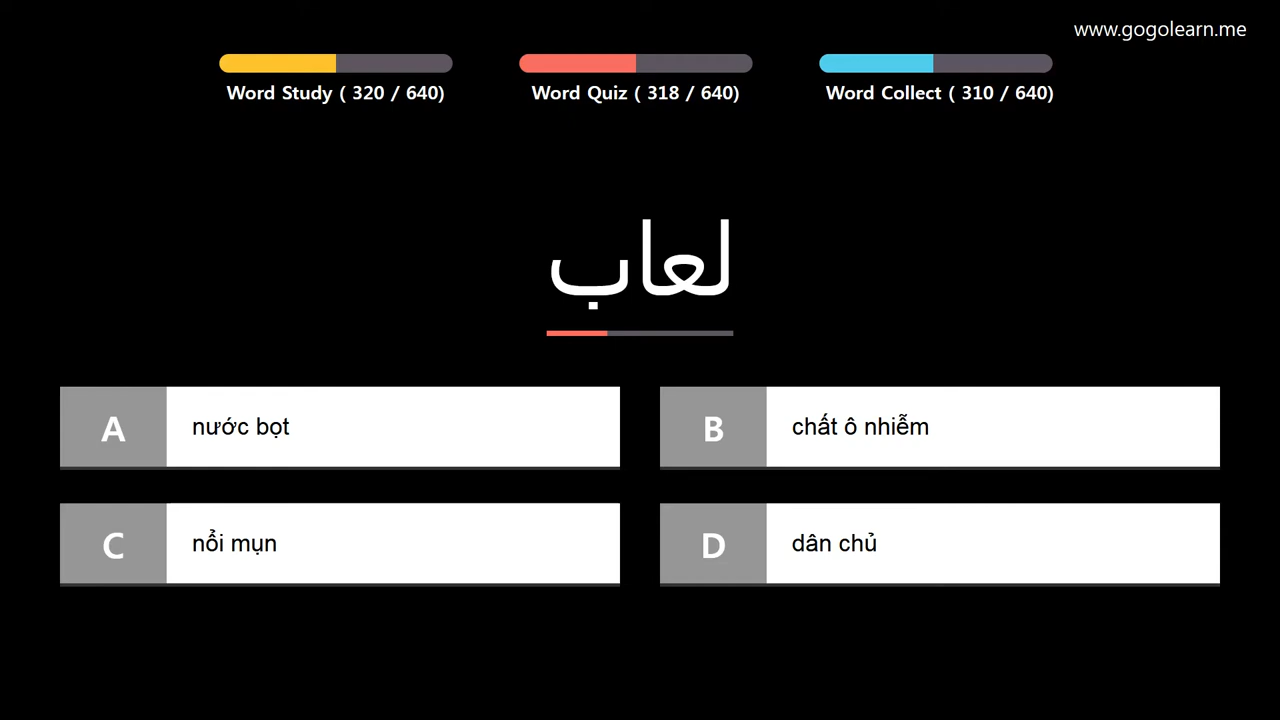 www.gogolearn.me
Word Study ( 320 / 640)
Word Quiz ( 318 / 640)
Word Collect ( 310 / 640)
لعاب
A nước bọt
B chất ô nhiễm
C nổi mụn
D dân chủ